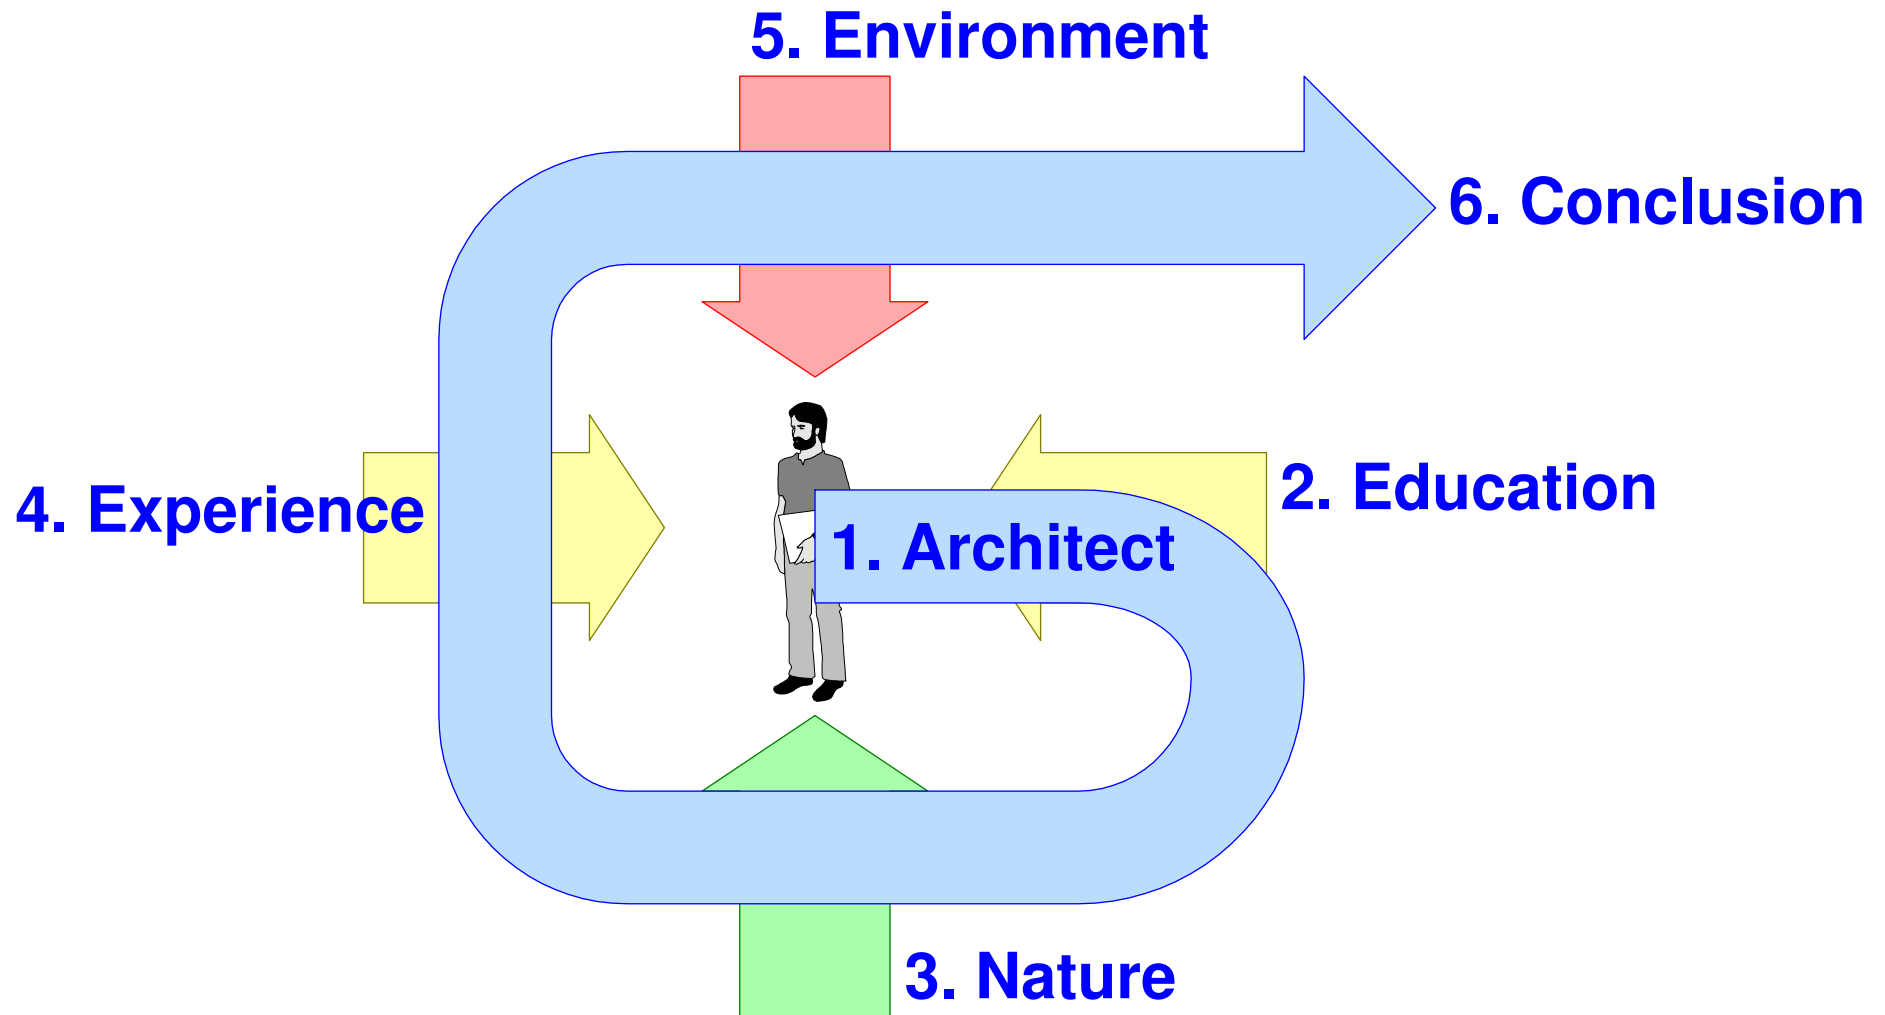 5. Environment
6. Conclusion
2. Education
4. Experience
1. Architect
3. Nature